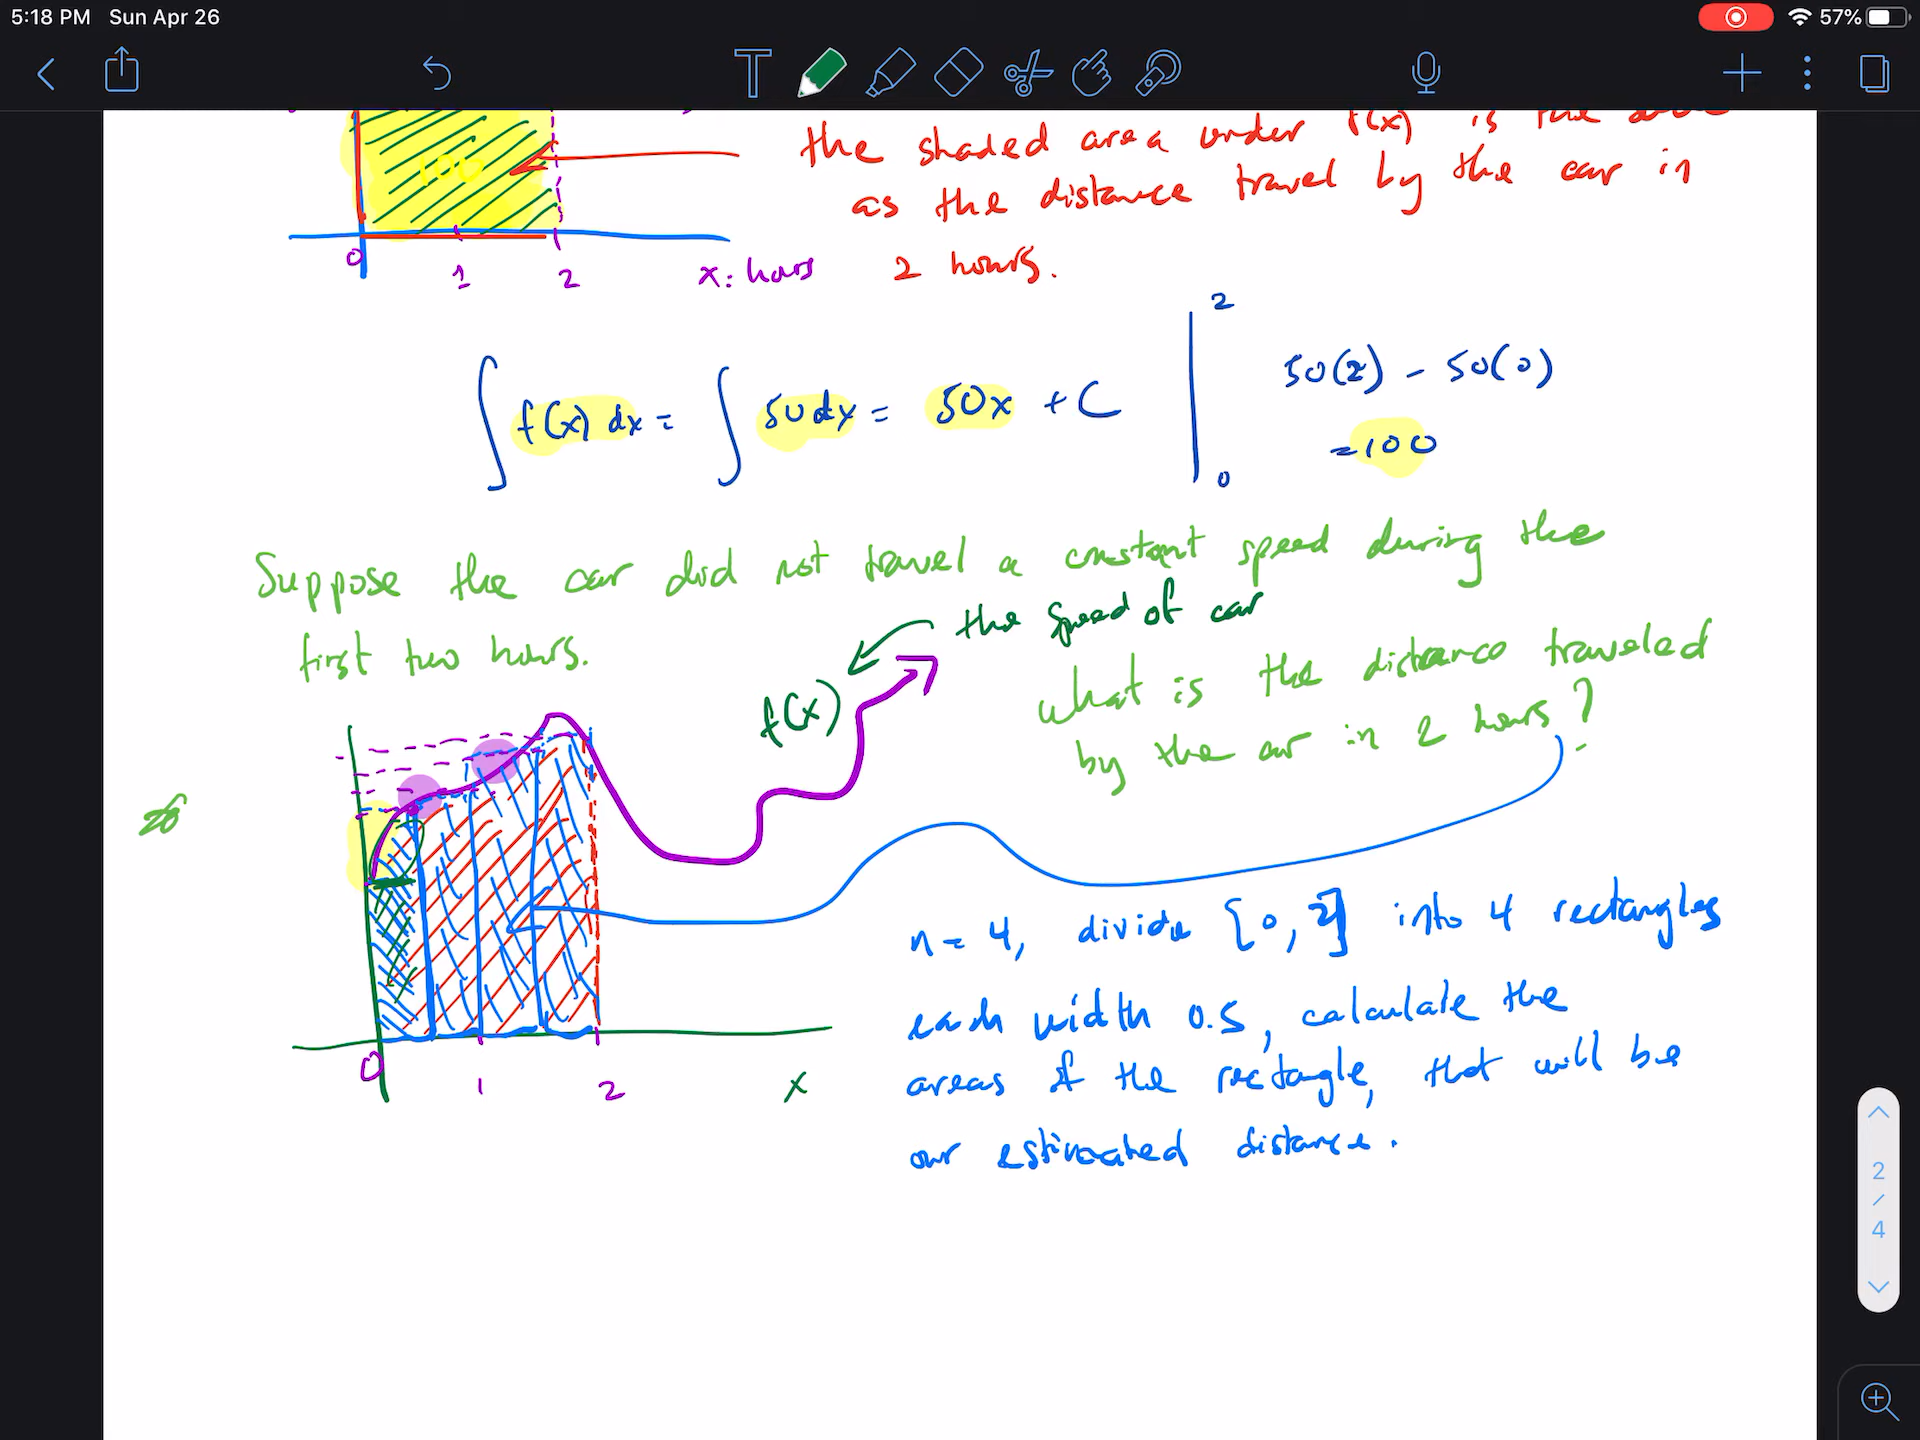 5:18 PM Sun Apr 26
57%
T
the shaded area under f(x) is the
100
as the distance travel by the car in
0 1 2 x: hours 2 hours.
2
∫ f(x) dx = ∫ 50 dx = 50x + C | 50(2) - 50(0)
= 100
0
Suppose the car did not travel a constant speed during the
the speed of car
first two hours.
f(x)
What is the distance traveled
by the car in 2 hours?
n = 4, divide [0, 2] into 4 rectangles
each width 0.5, calculate the
areas of the rectangle, that will be
0 1 2 x
our estimated distance.
2
/
4